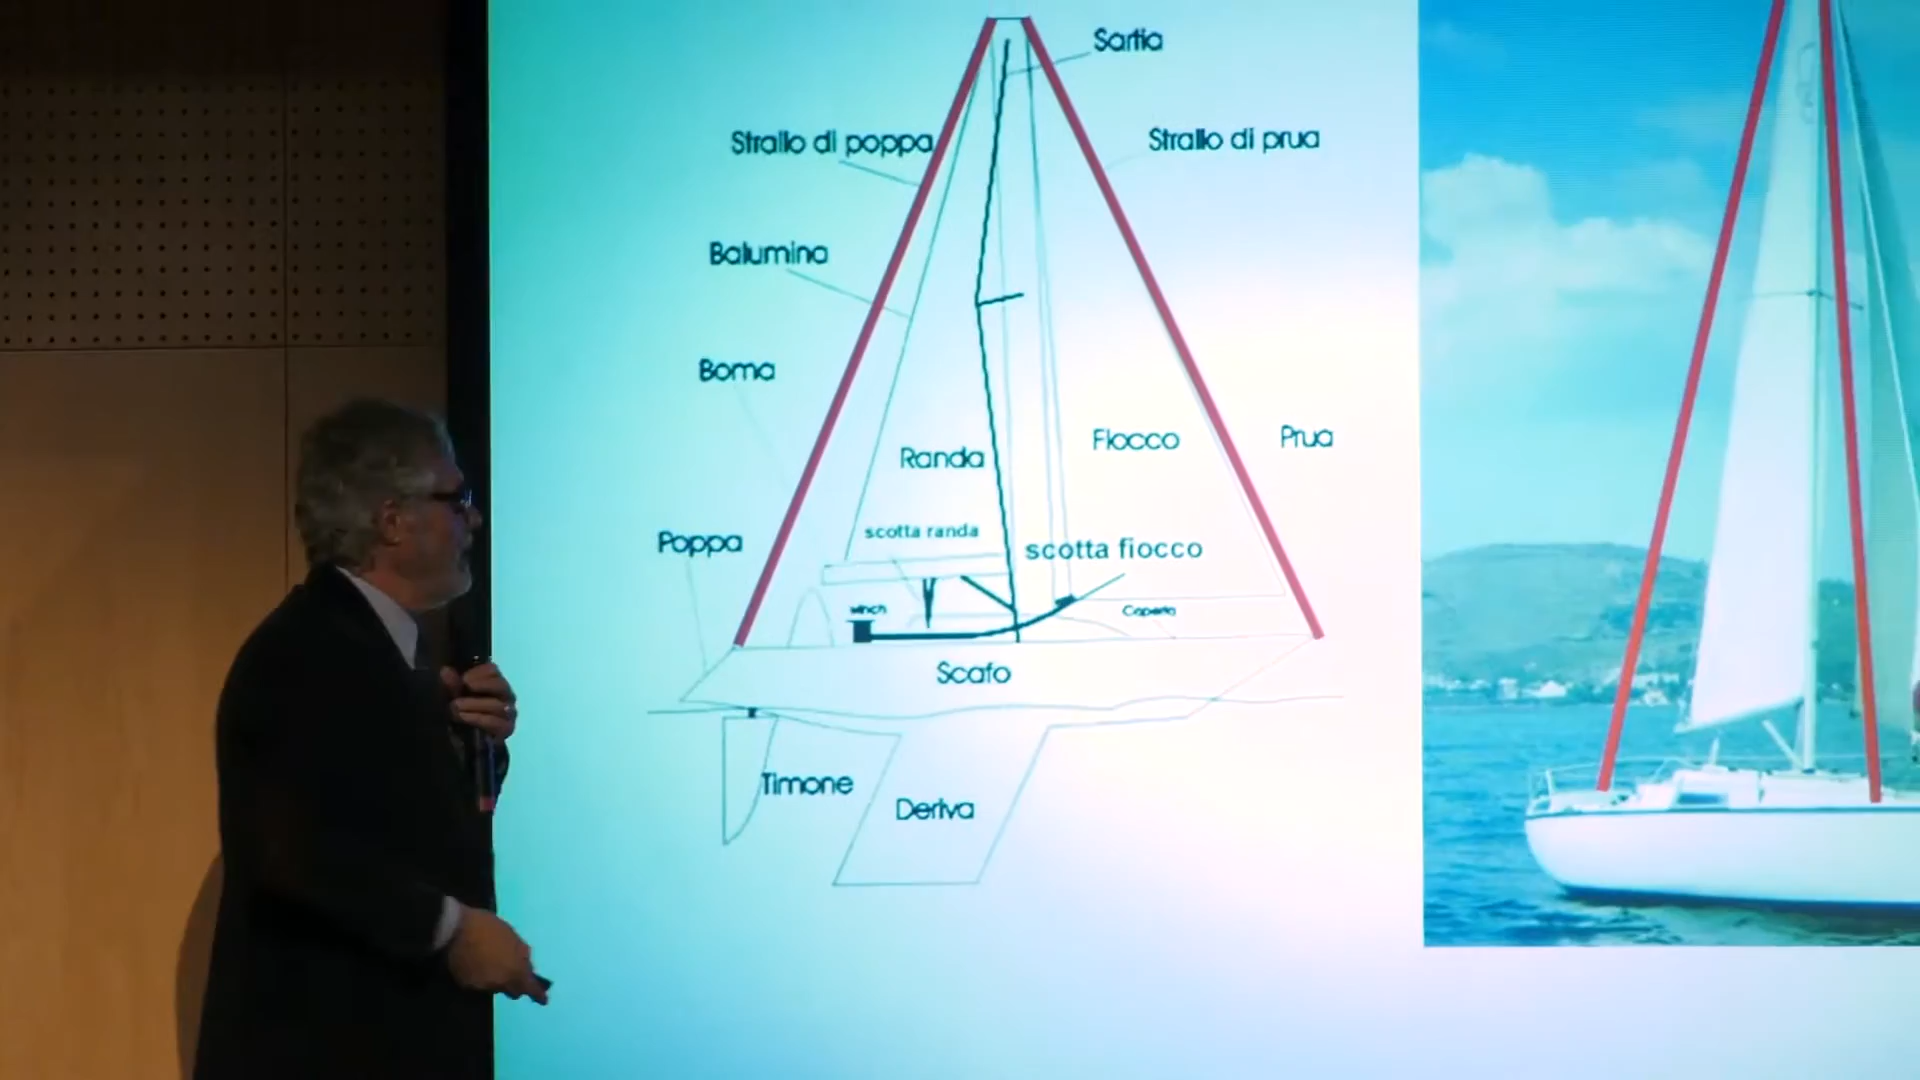 Sartia
Strallo di poppa
Strallo di prua
Balumina
Boma
Randa
Fiocco
Prua
scotta randa
Poppa
scotta fiocco
winch
Coperta
Scafo
Timone
Deriva